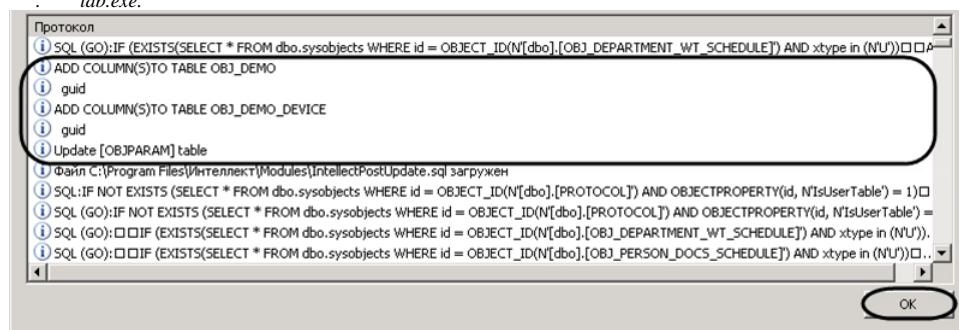 . iab.exe.
Протокол
SQL (GO):IF (EXISTS(SELECT * FROM dbo.sysobjects WHERE id = OBJECT_ID(N'[dbo].[OBJ_DEPARTMENT_WT_SCHEDULE]') AND xtype in (N'U'))□□A
ADD COLUMN(S)TO TABLE OBJ_DEMO
guid
ADD COLUMN(S)TO TABLE OBJ_DEMO_DEVICE
guid
Update [OBJPARAM] table
Файл C:\Program Files\Интеллект\Modules\IntellectPostUpdate.sql загружен
SQL:IF NOT EXISTS (SELECT * FROM dbo.sysobjects WHERE id = OBJECT_ID(N'[dbo].[PROTOCOL]') AND OBJECTPROPERTY(id, N'IsUserTable') = 1)□
SQL (GO):IF NOT EXISTS (SELECT * FROM dbo.sysobjects WHERE id = OBJECT_ID(N'[dbo].[PROTOCOL]') AND OBJECTPROPERTY(id, N'IsUserTable') =
SQL (GO):□□IF (EXISTS(SELECT * FROM dbo.sysobjects WHERE id = OBJECT_ID(N'[dbo].[OBJ_DEPARTMENT_WT_SCHEDULE]') AND xtype in (N'U')).
SQL (GO):□□IF (EXISTS(SELECT * FROM dbo.sysobjects WHERE id = OBJECT_ID(N'[dbo].[OBJ_PERSON_DOCS_SCHEDULE]') AND xtype in (N'U'))□..
OK